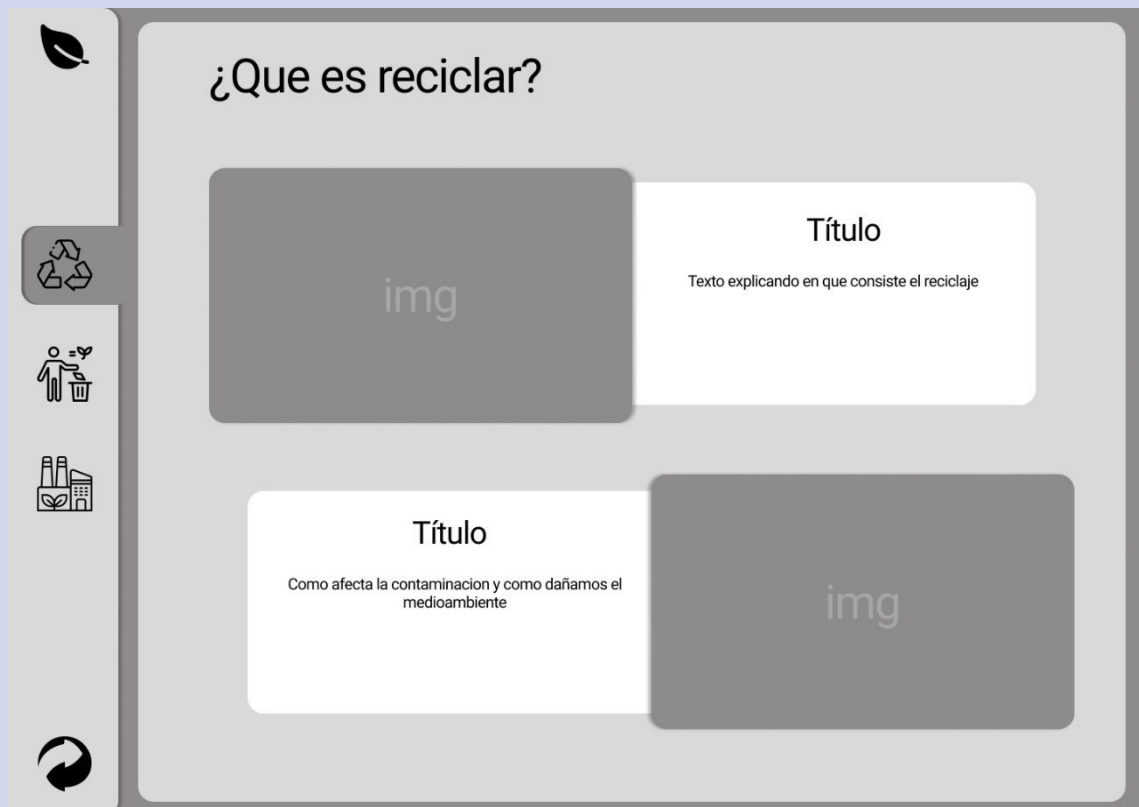 ¿Que es reciclar?
img
Título
Texto explicando en que consiste el reciclaje
Título
Como afecta la contaminacion y como dañamos el
medioambiente
img